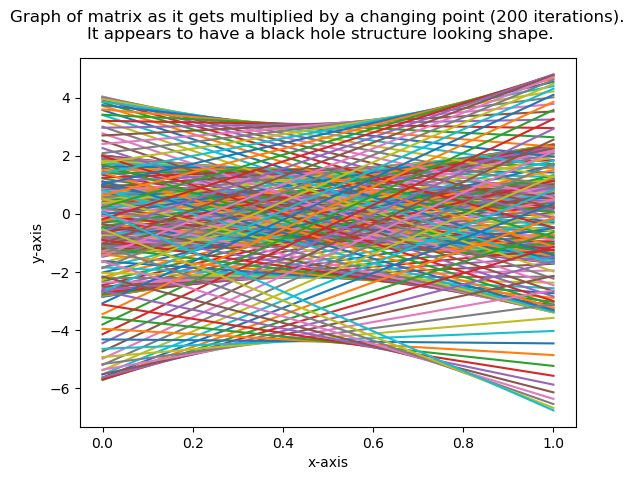 Graph of matrix as it gets multiplied by a changing point (200 iterations).
It appears to have a black hole structure looking shape.
4
2
0
−2
−4
−6
y-axis
0.0 0.2 0.4 0.6 0.8 1.0
x-axis